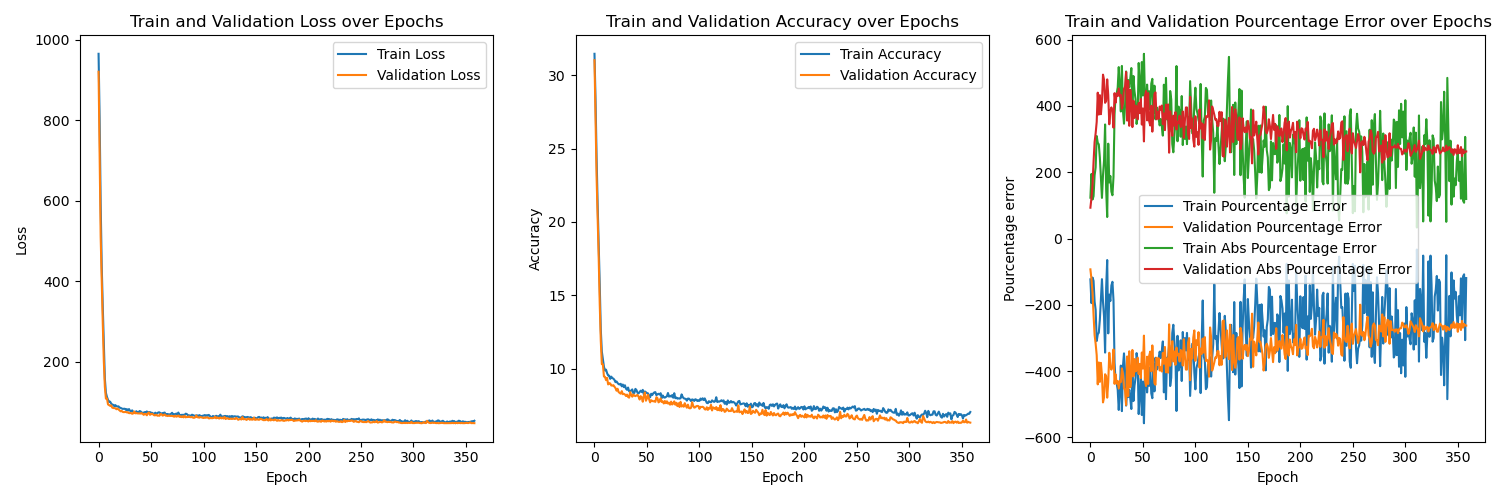 Train and Validation Loss over Epochs
1000
800
600
400
200
Loss
0
50
100
150
200
250
300
350
Epoch
Train Loss
Validation Loss
Train and Validation Accuracy over Epochs
30
25
20
15
10
Accuracy
0
50
100
150
200
250
300
350
Epoch
Train Accuracy
Validation Accuracy
Train and Validation Pourcentage Error over Epochs
600
400
200
0
−200
−400
−600
Pourcentage error
0
50
100
150
200
250
300
350
Epoch
Train Pourcentage Error
Validation Pourcentage Error
Train Abs Pourcentage Error
Validation Abs Pourcentage Error